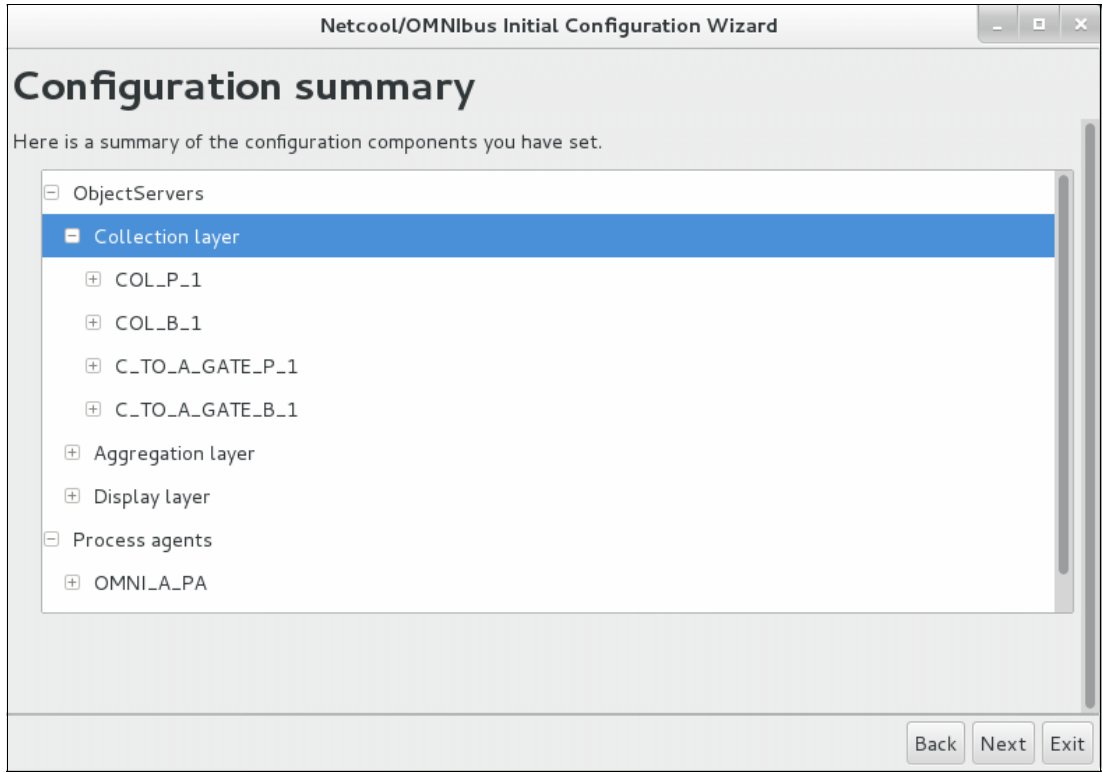 Netcool/OMNIbus Initial Configuration Wizard
Configuration summary
Here is a summary of the configuration components you have set.
ObjectServers
Collection layer
COL_P_1
COL_B_1
C_TO_A_GATE_P_1
C_TO_A_GATE_B_1
Aggregation layer
Display layer
Process agents
OMNI_A_PA
Back Next Exit